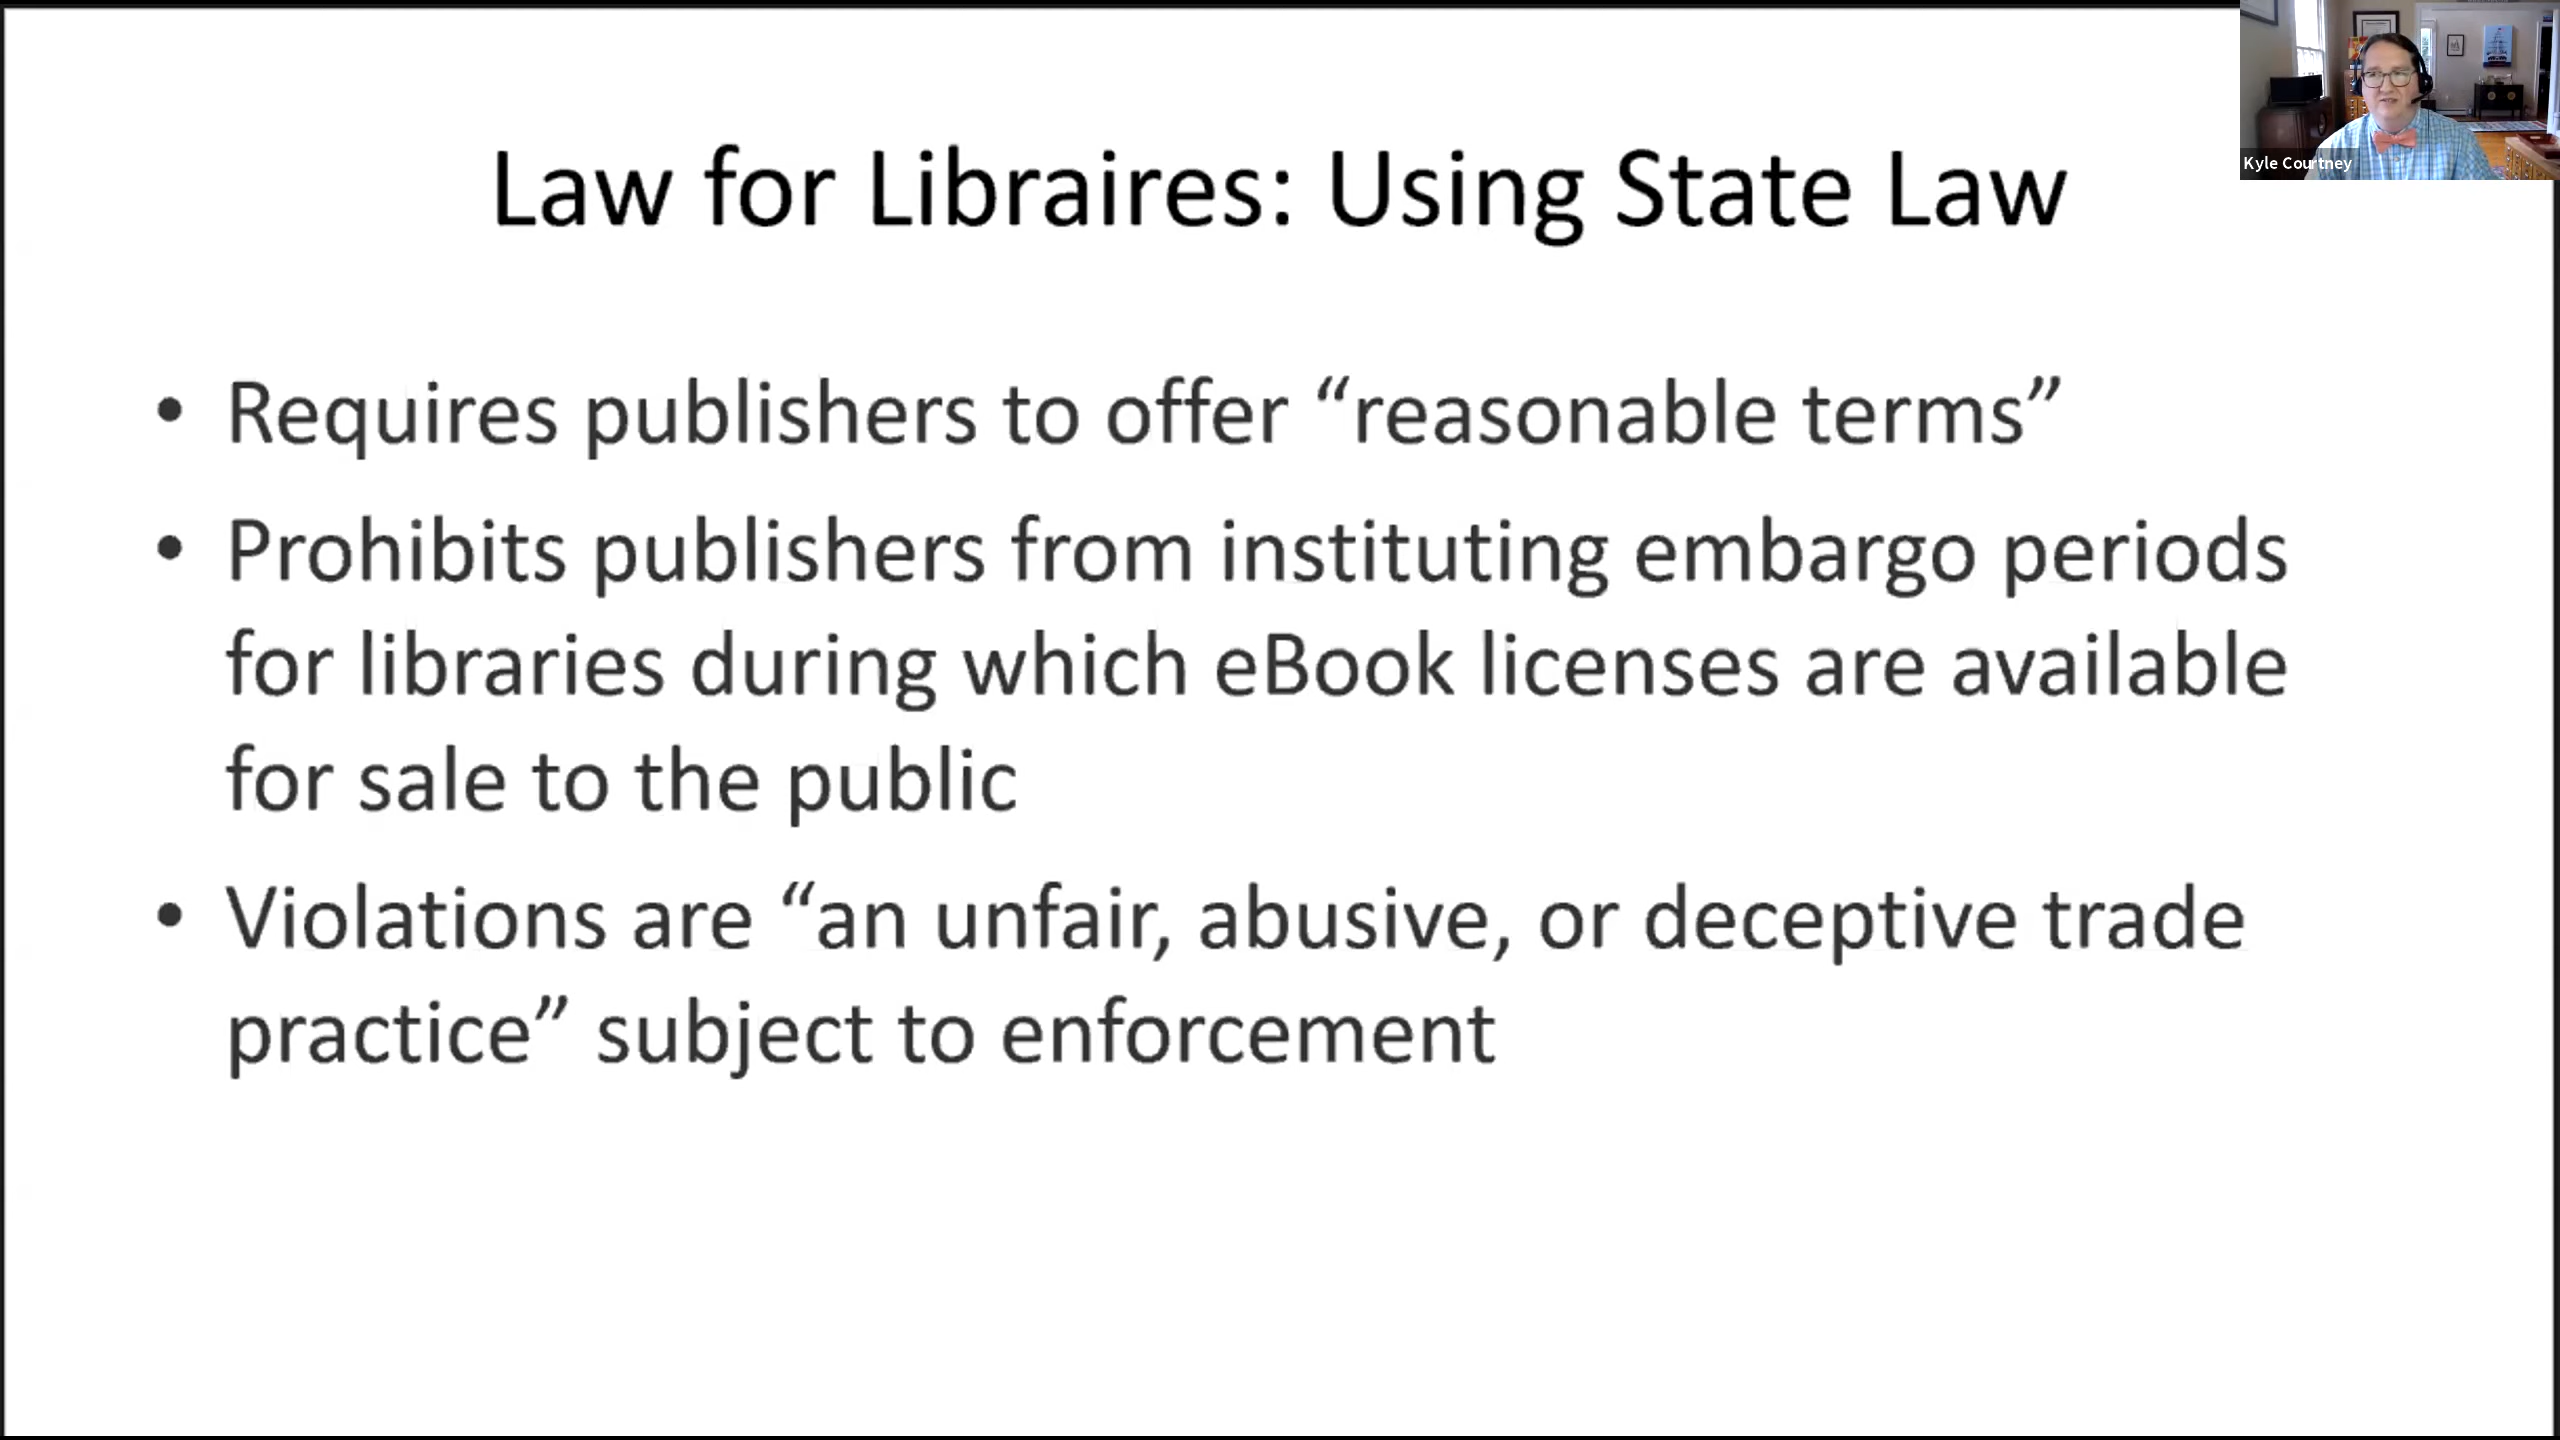 Law for Libraires: Using State Law
Kyle Courtney
• Requires publishers to offer “reasonable terms”
• Prohibits publishers from instituting embargo periods
for libraries during which eBook licenses are available
for sale to the public
• Violations are “an unfair, abusive, or deceptive trade
practice” subject to enforcement